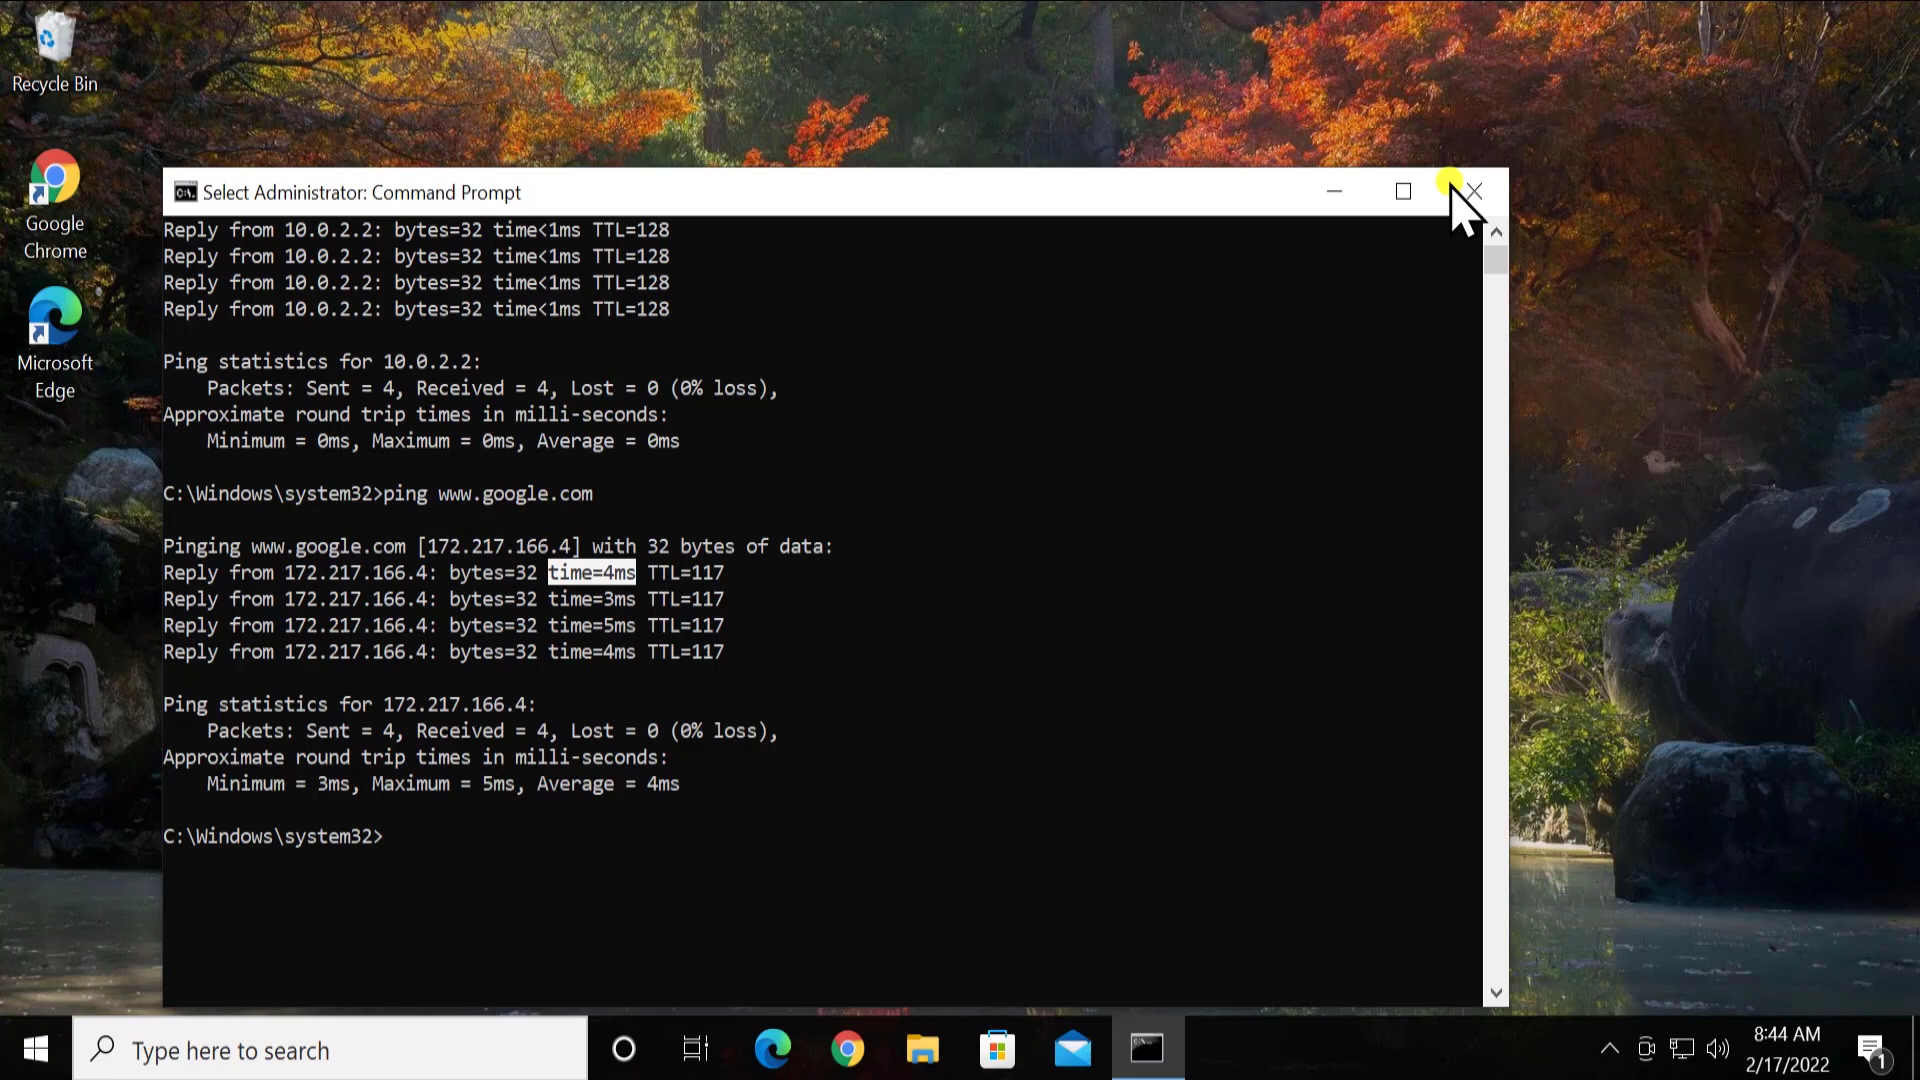 Recycle Bin
Google
Chrome
Microsoft
Edge
Select Administrator: Command Prompt
Reply from 10.0.2.2: bytes=32 time<1ms TTL=128
Reply from 10.0.2.2: bytes=32 time<1ms TTL=128
Reply from 10.0.2.2: bytes=32 time<1ms TTL=128
Reply from 10.0.2.2: bytes=32 time<1ms TTL=128
Ping statistics for 10.0.2.2:
Packets: Sent = 4, Received = 4, Lost = 0 (0% loss),
Approximate round trip times in milli-seconds:
Minimum = 0ms, Maximum = 0ms, Average = 0ms
C:\Windows\system32>ping www.google.com
Pinging www.google.com [172.217.166.4] with 32 bytes of data:
Reply from 172.217.166.4: bytes=32 time=4ms TTL=117
Reply from 172.217.166.4: bytes=32 time=3ms TTL=117
Reply from 172.217.166.4: bytes=32 time=5ms TTL=117
Reply from 172.217.166.4: bytes=32 time=4ms TTL=117
Ping statistics for 172.217.166.4:
Packets: Sent = 4, Received = 4, Lost = 0 (0% loss),
Approximate round trip times in milli-seconds:
Minimum = 3ms, Maximum = 5ms, Average = 4ms
C:\Windows\system32>
Type here to search
8:44 AM
2/17/2022
1